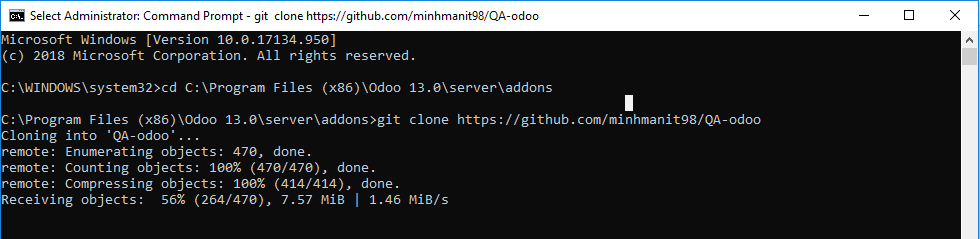 Select Administrator: Command Prompt - git  clone https://github.com/minhmanit98/QA-odoo
Microsoft Windows [Version 10.0.17134.950]
(c) 2018 Microsoft Corporation. All rights reserved.
C:\WINDOWS\system32>cd C:\Program Files (x86)\Odoo 13.0\server\addons
C:\Program Files (x86)\Odoo 13.0\server\addons>git clone https://github.com/minhmanit98/QA-odoo
Cloning into 'QA-odoo'...
remote: Enumerating objects: 470, done.
remote: Counting objects: 100% (470/470), done.
remote: Compressing objects: 100% (414/414), done.
Receiving objects:  56% (264/470), 7.57 MiB | 1.46 MiB/s